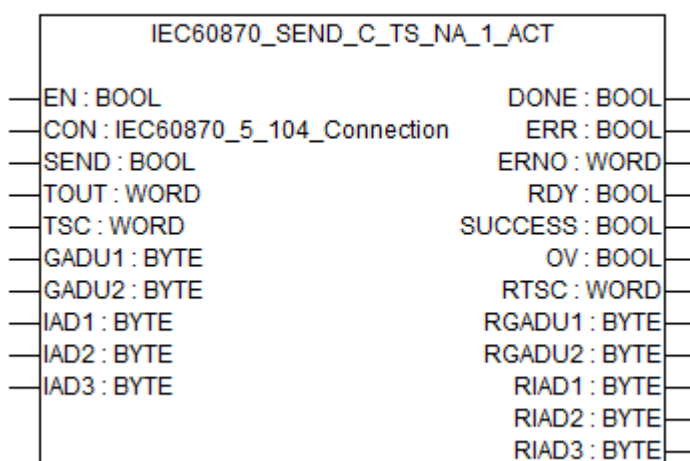 IEC60870_SEND_C_TS_NA_1_ACT
EN : BOOL DONE : BOOL
CON : IEC60870_5_104_Connection ERR : BOOL
SEND : BOOL ERNO : WORD
TOUT : WORD RDY : BOOL
TSC : WORD SUCCESS : BOOL
GADU1 : BYTE OV : BOOL
GADU2 : BYTE RTSC : WORD
IAD1 : BYTE RGADU1 : BYTE
IAD2 : BYTE RGADU2 : BYTE
IAD3 : BYTE RIAD1 : BYTE
RIAD2 : BYTE
RIAD3 : BYTE